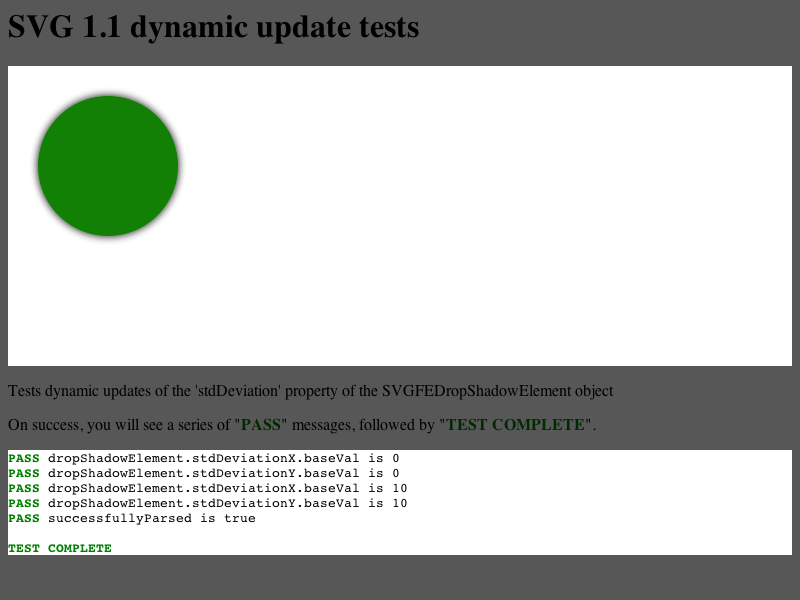 SVG 1.1 dynamic update tests
Tests dynamic updates of the 'stdDeviation' property of the SVGFEDropShadowElement object
On success, you will see a series of "PASS" messages, followed by "TEST COMPLETE".
PASS dropShadowElement.stdDeviationX.baseVal is 0
PASS dropShadowElement.stdDeviationY.baseVal is 0
PASS dropShadowElement.stdDeviationX.baseVal is 10
PASS dropShadowElement.stdDeviationY.baseVal is 10
PASS successfullyParsed is true
TEST COMPLETE